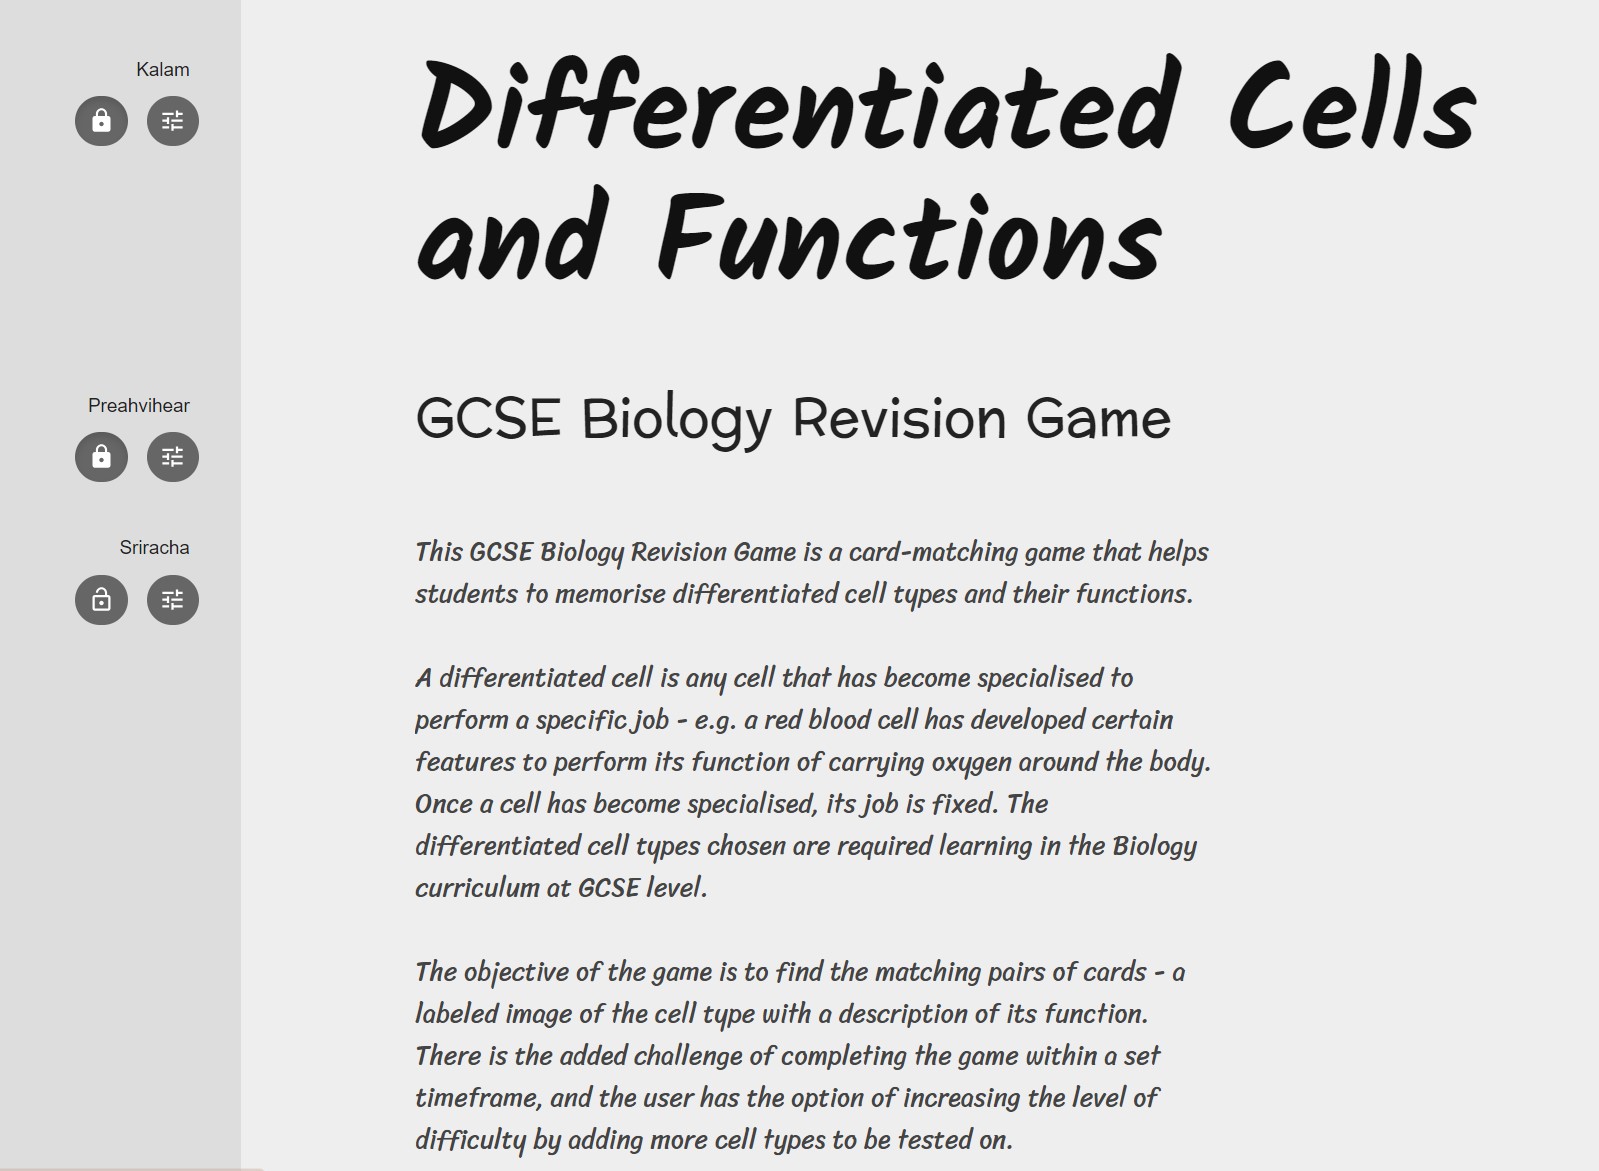 Kalam
Differentiated Cells
and Functions
Preahvihear
GCSE Biology Revision Game
Sriracha
This GCSE Biology Revision Game is a card-matching game that helps
students to memorise differentiated cell types and their functions.
A differentiated cell is any cell that has become specialised to
perform a specific job - e.g. a red blood cell has developed certain
features to perform its function of carrying oxygen around the body.
Once a cell has become specialised, its job is fixed. The
differentiated cell types chosen are required learning in the Biology
curriculum at GCSE level.
The objective of the game is to find the matching pairs of cards - a
labeled image of the cell type with a description of its function.
There is the added challenge of completing the game within a set
timeframe, and the user has the option of increasing the level of
difficulty by adding more cell types to be tested on.